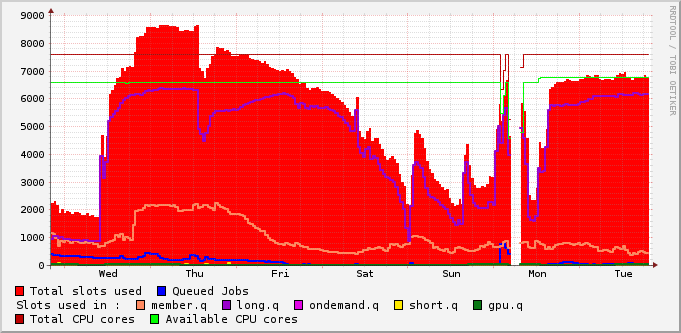 9000
8000
7000
6000
5000
4000
3000
2000
1000
0
Wed Thu Fri Sat Sun Mon Tue
RRDTOOL / TOBI OETIKER
Total slots used Queued Jobs
Slots used in : member.q long.q ondemand.q short.q gpu.q
Total CPU cores Available CPU cores